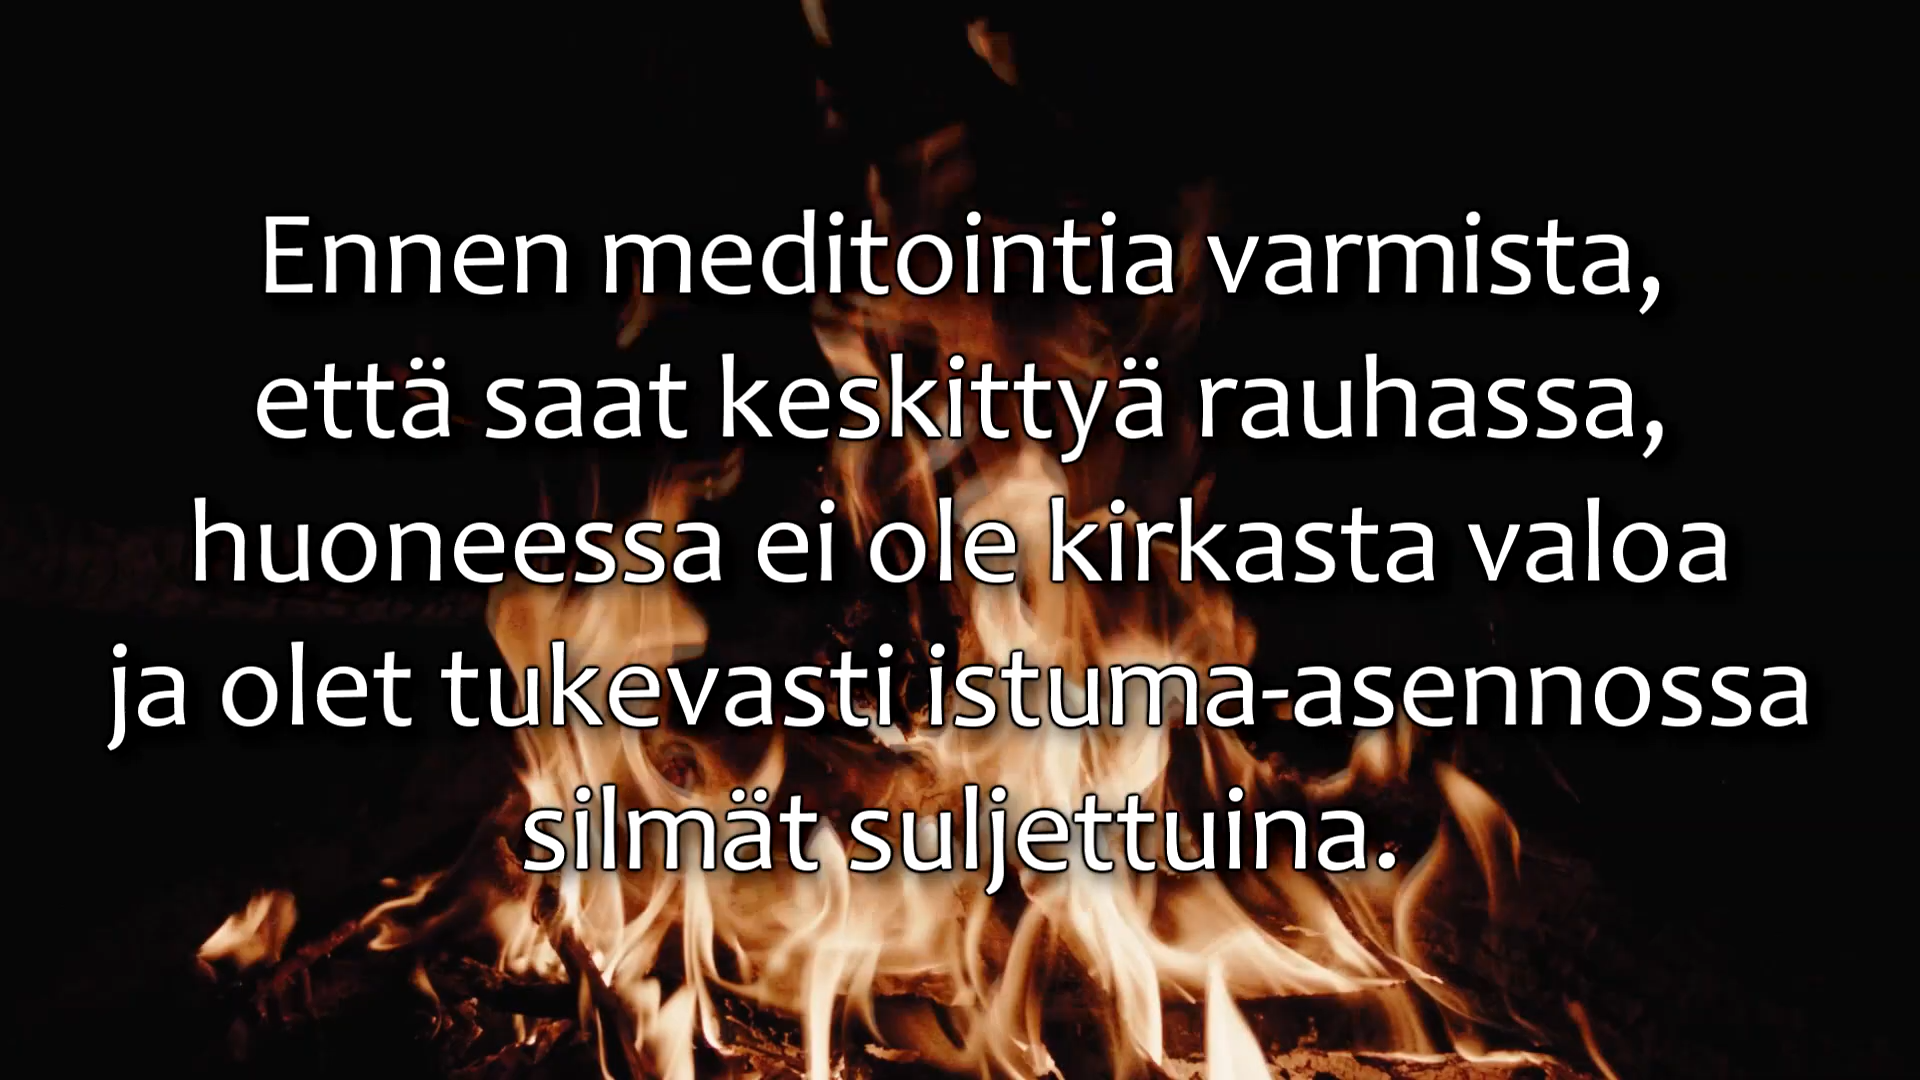 Ennen meditointia varmista,
että saat keskittyä rauhassa,
huoneessa ei ole kirkasta valoa
ja olet tukevasti istuma-asennossa
silmät suljettuina.